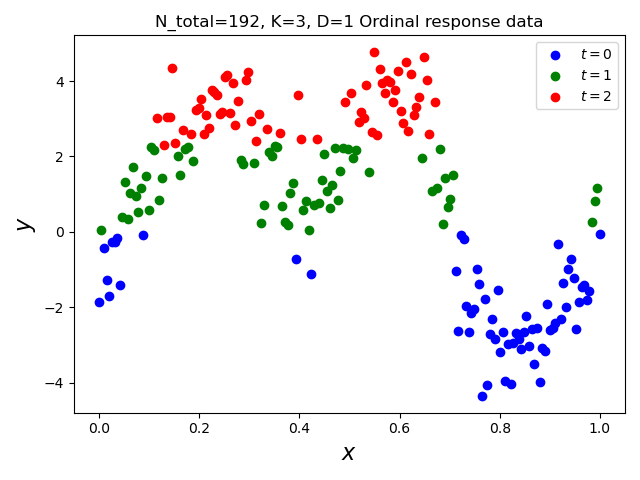 N_total=192, K=3, D=1 Ordinal response data
t = 0
t = 1
t = 2
4
2
0
−2
−4
y
0.0 0.2 0.4 0.6 0.8 1.0
x